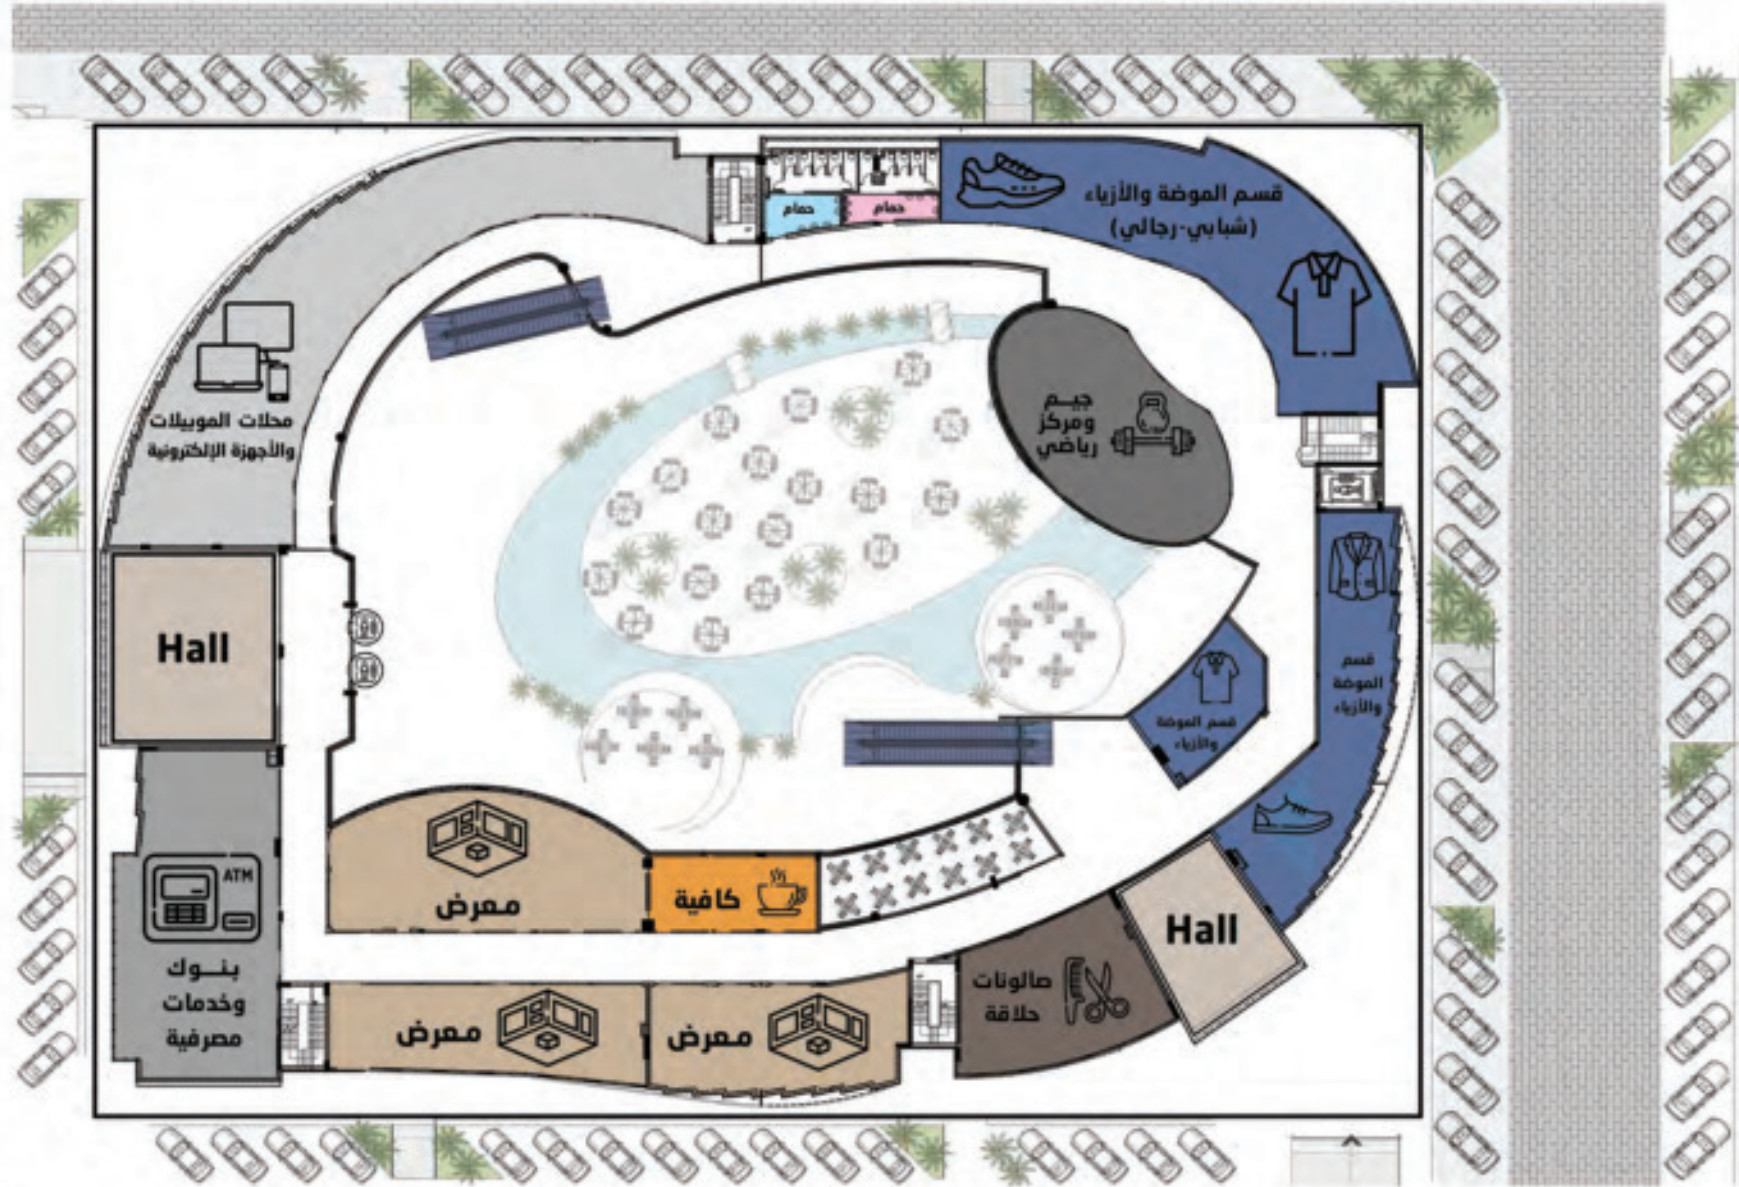 حمام
حمام
قسم الموضة والأزياء
(شبابي-رجالي)
محلات الموبيلات
والأجهزة الإلكترونية
جيم
ومركز
رياضي
Hall
قسم
الموضة
والأزياء
قسم الموضة
والأزياء
ATM
بنوك
وخدمات
مصرفية
معرض
كافية
Hall
صالونات
حلاقة
معرض
معرض